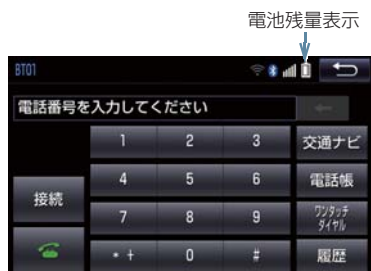 電池残量表示
BT01
電話番号を入力してください
1 2 3 交通ナビ
4 5 6 電話帳
接続
7 8 9 ワンタッチ
ダイヤル
* + 0 # 履歴